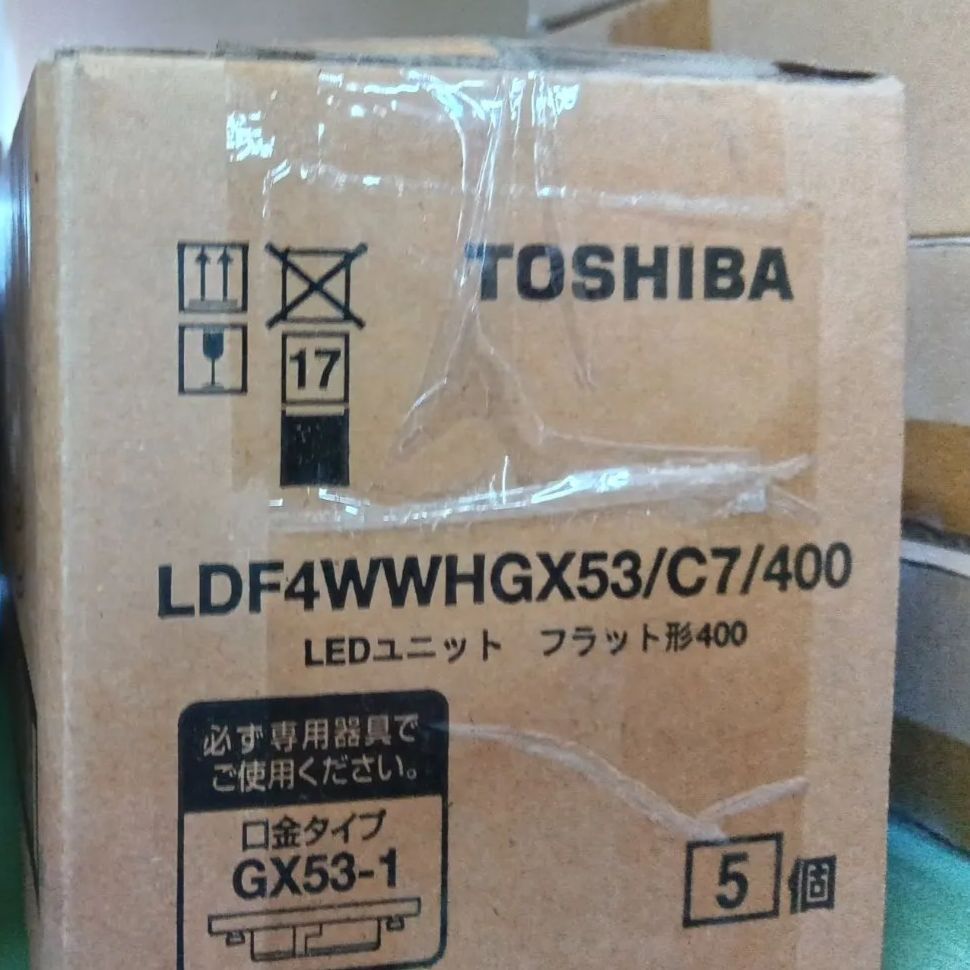 TOSHIBA
17
LDF4WWHGX53/C7/400
LEDユニット フラット形400
必ず専用器具で
ご使用ください。
口金タイプ
GX53-1
5個